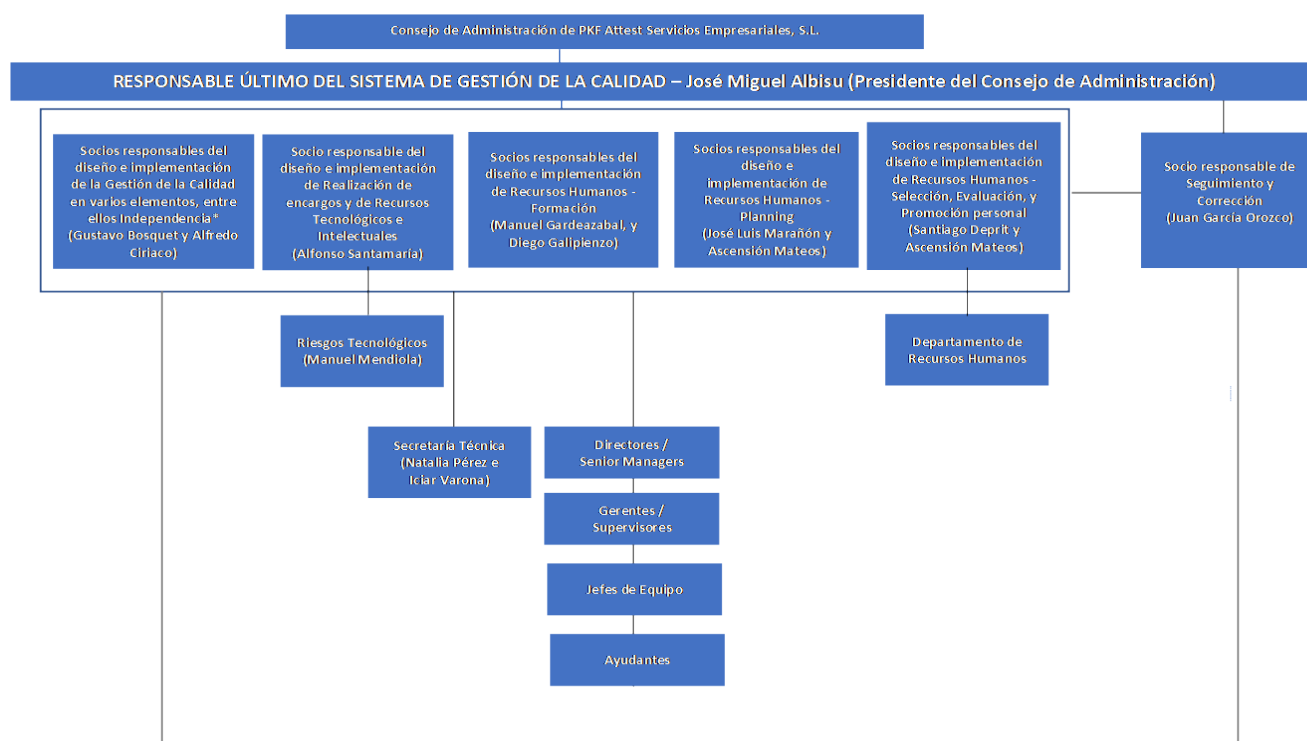 Consejo de Administración de PKF Attest Servicios Empresariales, S.L.
RESPONSABLE ÚLTIMO DEL SISTEMA DE GESTIÓN DE LA CALIDAD – José Miguel Albisu (Presidente del Consejo de Administración)
Socios responsables del
diseño e implementación
de la Gestión de la Calidad
en varios elementos, entre
ellos Independencia*
(Gustavo Bosquet y Alfredo
Ciriaco)
Socio responsable del
diseño e implementación
de Realización de
encargos y de Recursos
Tecnológicos e
Intelectuales
(Alfonso Santamaría)
Socios responsables del
diseño e implementación
de Recursos Humanos -
Formación
(Manuel Gardeazabal, y
Diego Galipienzo)
Socios responsables del
diseño e
implementación de
Recursos Humanos -
Planning
(José Luis Marañón y
Ascensión Mateos)
Socios responsables del
diseño e implementación
de Recursos Humanos -
Selección, Evaluación, y
Promoción personal
(Santiago Deprit y
Ascensión Mateos)
Socio responsable de
Seguimiento y
Corrección
(Juan García Orozco)
Riesgos Tecnológicos
(Manuel Mendiola)
Departamento de
Recursos Humanos
Secretaría Técnica
(Natalia Pérez e
Iciar Varona)
Directores /
Senior Managers
Gerentes /
Supervisores
Jefes de Equipo
Ayudantes